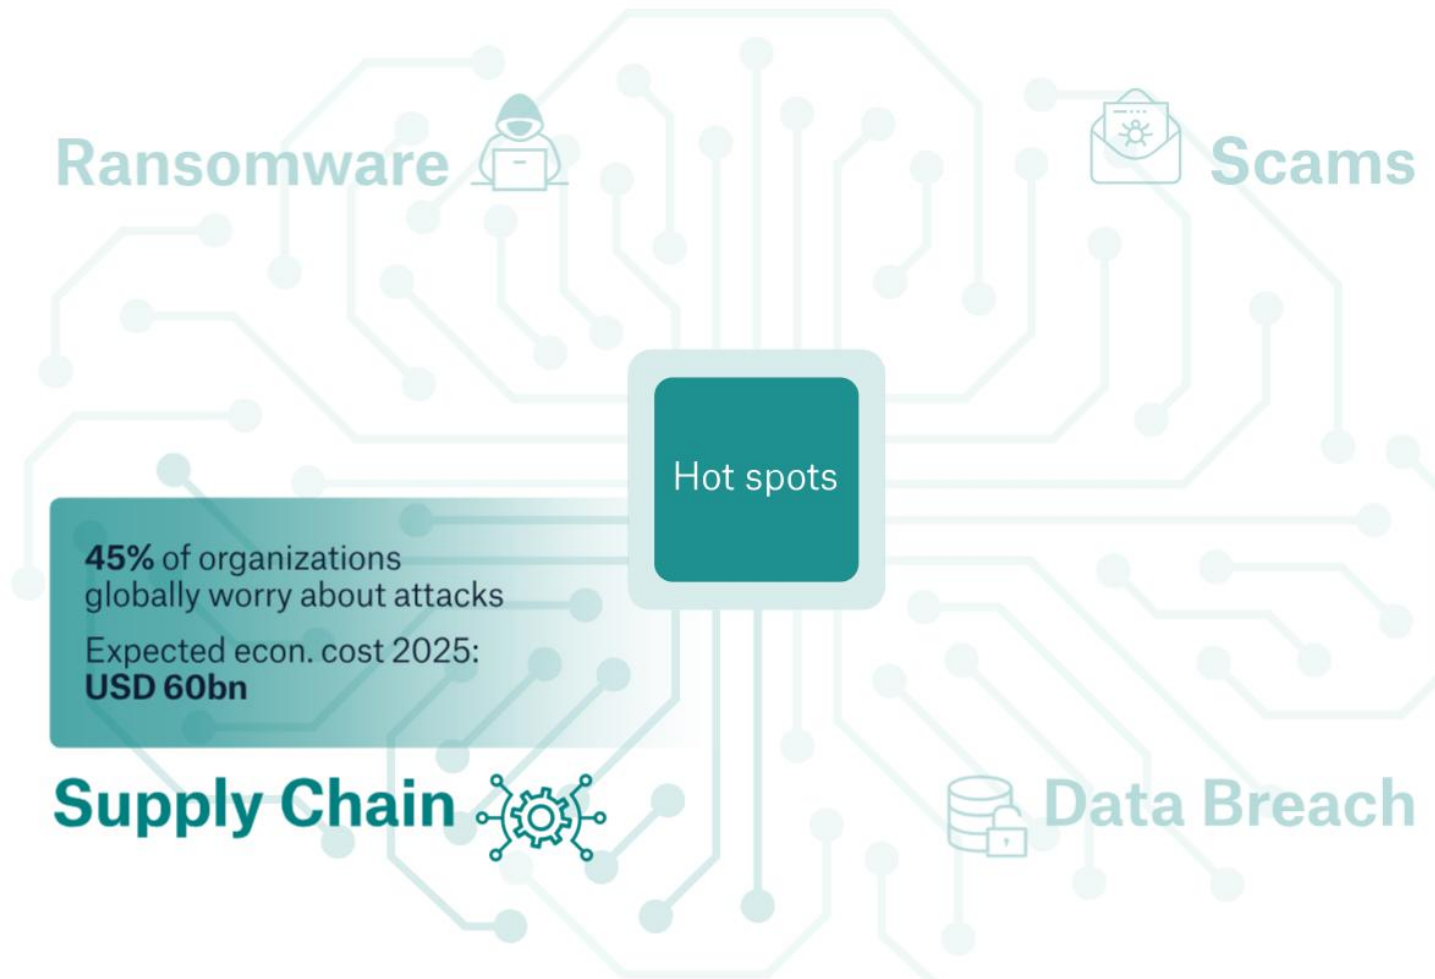 Ransomware
Scams
Hot spots
45% of organizations
globally worry about attacks
Expected econ. cost 2025:
USD 60bn
Supply Chain
Data Breach